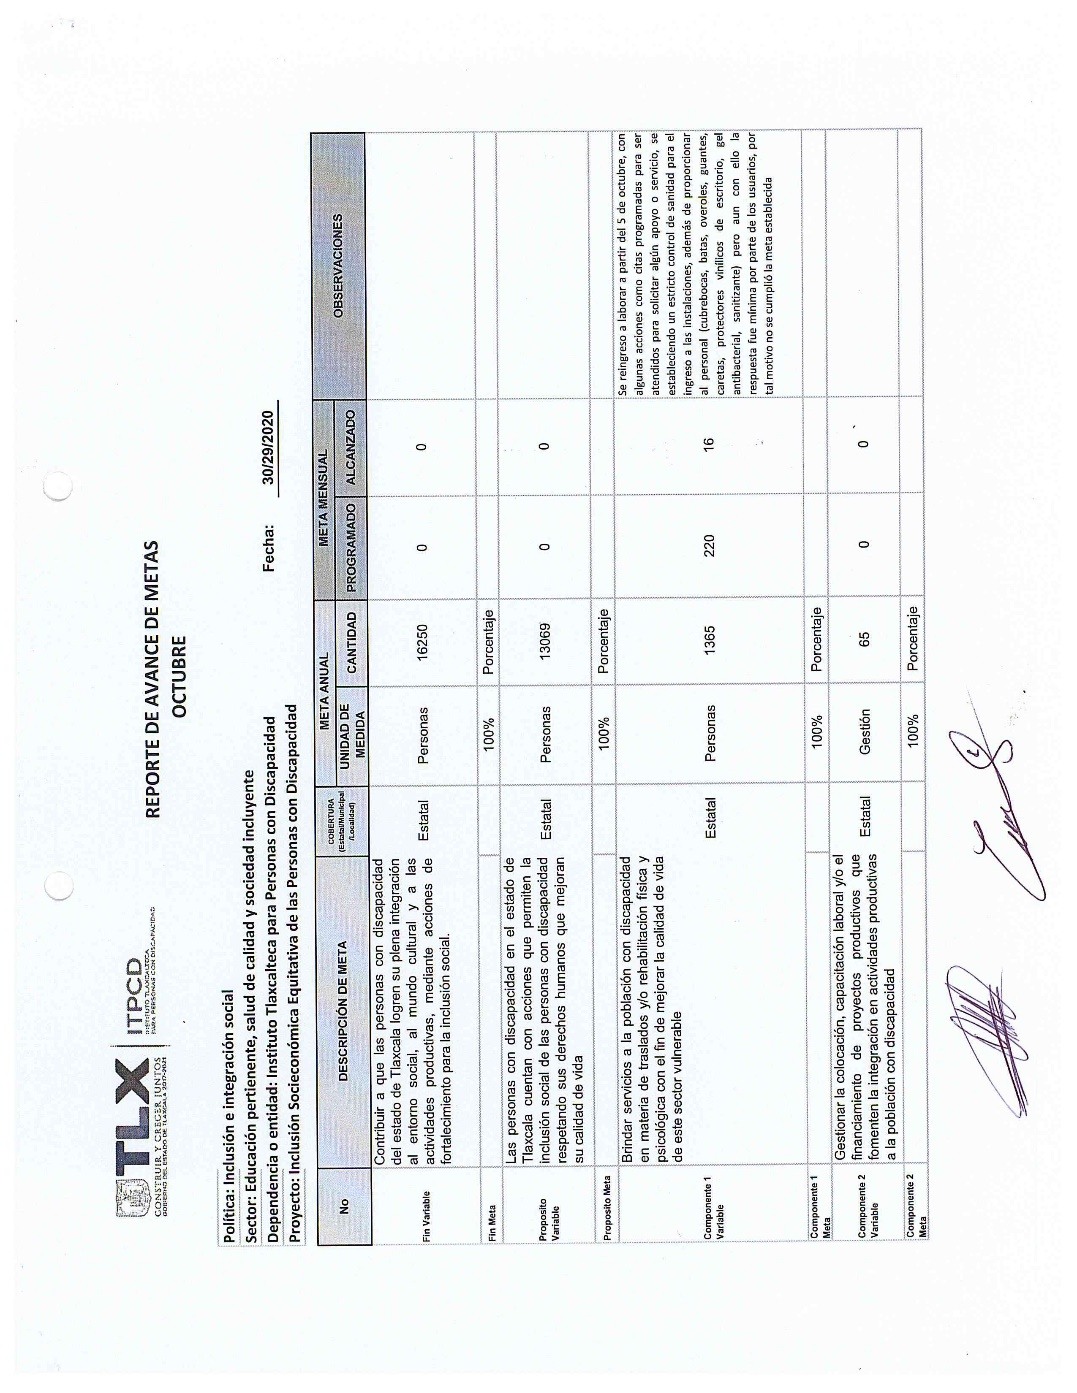 TLX
CONSTRUIR Y CRECER JUNTOS
GOBIERNO DEL ESTADO DE TLAXCALA 2017-2021
ITPCD
INSTITUTO TLAXCALTECA
PARA PERSONAS CON DISCAPACIDAD
REPORTE DE AVANCE DE METAS
OCTUBRE
Política: Inclusión e integración social
Sector: Educación pertienente, salud de calidad y sociedad incluyente
Dependencia o entidad: Instituto Tlaxcalteca para Personas con Discapacidad
Fecha: 30/29/2020
Proyecto: Inclusión Socieconómica Equitativa de las Personas con Discapacidad
No
DESCRIPCIÓN DE META
COBERTURA
(Estatal/Municipal
/Localidad)
META ANUAL
UNIDAD DE
MEDIDA
CANTIDAD
META MENSUAL
PROGRAMADO
ALCANZADO
OBSERVACIONES
Fin Variable
Contribuir a que las personas con discapacidad
del estado de Tlaxcala logren su plena integración
al entorno social, al mundo cultural y a las
actividades productivas, mediante acciones de
fortalecimiento para la inclusión social.
Estatal
Personas
16250
0
0
Fin Meta
100%
Porcentaje
Proposito
Variable
Las personas con discapacidad en el estado de
Tlaxcala cuentan con acciones que permiten la
inclusión social de las personas con discapacidad
respetando sus derechos humanos que mejoran
su calidad de vida
Estatal
Personas
13069
0
0
Proposito Meta
100%
Porcentaje
Componente 1
Variable
Brindar servicios a la población con discapacidad
en materia de traslados y/o rehabilitación física y
psicológica con el fin de mejorar la calidad de vida
de este sector vulnerable
Estatal
Personas
1365
220
16
Se reingreso a laborar a partir del 5 de octubre, con
algunas acciones como citas programadas para ser
atendidos para solicitar algún apoyo o servicio, se
estableciendo un estricto control de sanidad para el
ingreso a las instalaciones, además de proporcionar
al personal (cubrebocas, batas, overoles, guantes,
caretas, protectores vinílicos de escritorio, gel
antibacterial, sanitizante) pero aun con ello la
respuesta fue mínima por parte de los usuarios, por
tal motivo no se cumplió la meta establecida
Componente 1
Meta
100%
Porcentaje
Componente 2
Variable
Gestionar la colocación, capacitación laboral y/o el
financiamiento de proyectos productivos que
fomenten la integración en actividades productivas
a la población con discapacidad
Estatal
Gestión
65
0
0
Componente 2
Meta
100%
Porcentaje